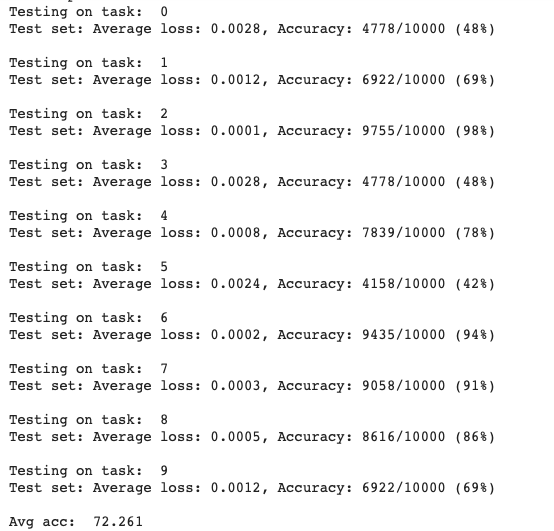 Testing on task:  0
Test set: Average loss: 0.0028, Accuracy: 4778/10000 (48%)
Testing on task:  1
Test set: Average loss: 0.0012, Accuracy: 6922/10000 (69%)
Testing on task:  2
Test set: Average loss: 0.0001, Accuracy: 9755/10000 (98%)
Testing on task:  3
Test set: Average loss: 0.0028, Accuracy: 4778/10000 (48%)
Testing on task:  4
Test set: Average loss: 0.0008, Accuracy: 7839/10000 (78%)
Testing on task:  5
Test set: Average loss: 0.0024, Accuracy: 4158/10000 (42%)
Testing on task:  6
Test set: Average loss: 0.0002, Accuracy: 9435/10000 (94%)
Testing on task:  7
Test set: Average loss: 0.0003, Accuracy: 9058/10000 (91%)
Testing on task:  8
Test set: Average loss: 0.0005, Accuracy: 8616/10000 (86%)
Testing on task:  9
Test set: Average loss: 0.0012, Accuracy: 6922/10000 (69%)
Avg acc:  72.261